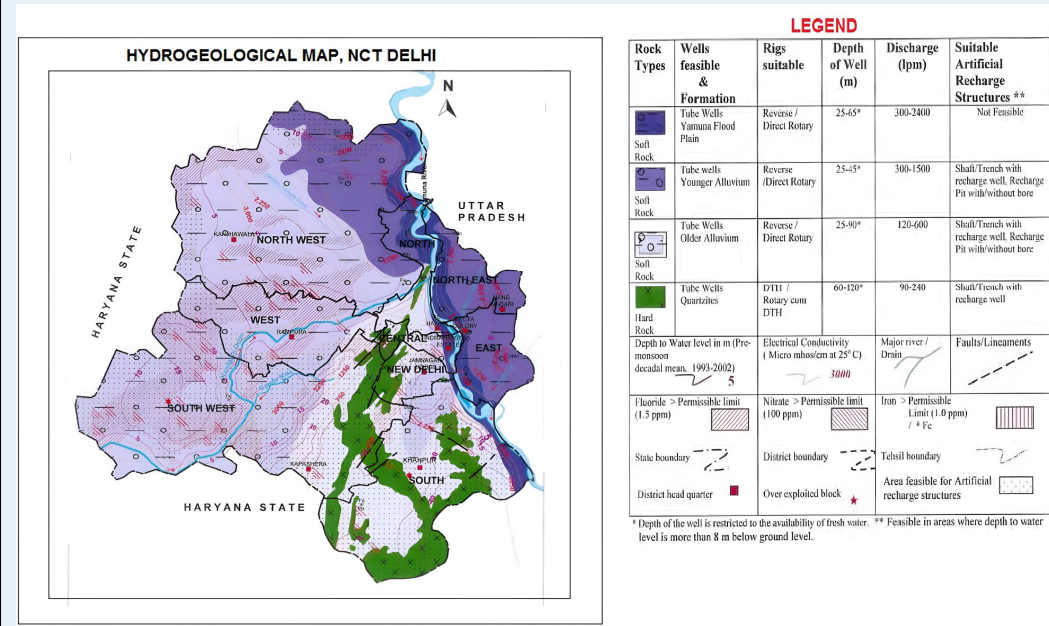 HYDROGEOLOGICAL MAP, NCT DELHI
N
UTTAR
PRADESH
HARYANA STATE
KANJHAWALA
NORTH WEST
NORTH
NORTH EAST
WEST
RAMPURA
CENTRAL
EAST
NEW DELHI
SOUTH WEST
KAPASHERA
KHANPUR
SOUTH
HARYANA STATE
LEGEND
Rock Types
Wells feasible & Formation
Rigs suitable
Depth of Well (m)
Discharge (lpm)
Suitable Artificial Recharge Structures **
Soft Rock
Tube Wells Yamuna Flood Plain
Reverse / Direct Rotary
25-65*
300-2400
Not Feasible
Soft Rock
Tube wells Younger Alluvium
Reverse /Direct Rotary
25-45*
300-1500
Shaft/Trench with recharge well, Recharge Pit with/without bore
Soft Rock
Tube Wells Older Alluvium
Reverse / Direct Rotary
25-90*
120-600
Shaft/Trench with recharge well, Recharge Pit with/without bore
Hard Rock
Tube Wells Quartzites
DTH / Rotary cum DTH
60-120*
90-240
Shaft/Trench with recharge well
Depth to Water level in m (Pre-monsoon decadal mean, 1993-2002)
5
Electrical Conductivity ( Micro mhos/cm at 25° C)
3000
Major river / Drain
Faults/Lineaments
Fluoride > Permissible limit (1.5 ppm)
Nitrate > Permissible limit (100 ppm)
Iron > Permissible Limit (1.0 ppm) / * Fe
State boundary
District boundary
Tehsil boundary
District head quarter
Over exploited block
Area feasible for Artificial recharge structures
* Depth of the well is restricted to the availability of fresh water. ** Feasible in areas where depth to water
level is more than 8 m below ground level.